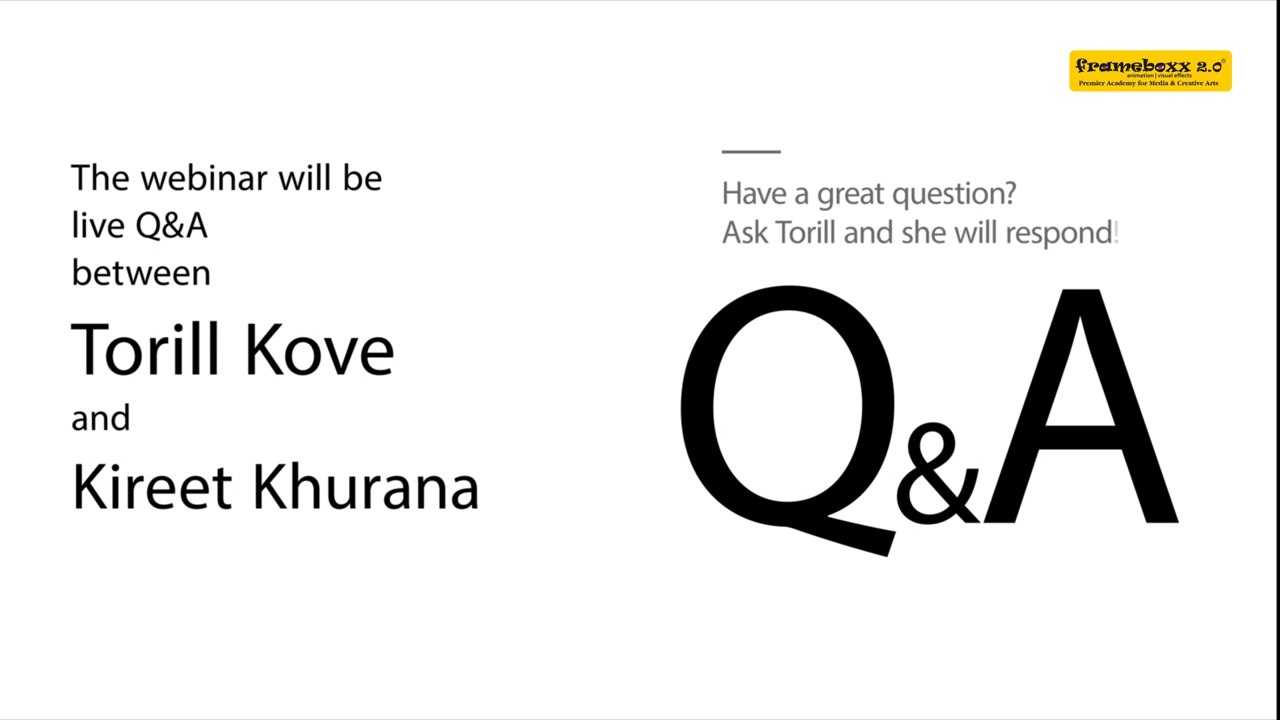 frameboxx 2.0®
animation | visual effects
Premier Academy for Media & Creative Arts
The webinar will be
live Q&A
between
Torill Kove
and
Kireet Khurana
Have a great question?
Ask Torill and she will respond!
Q&A